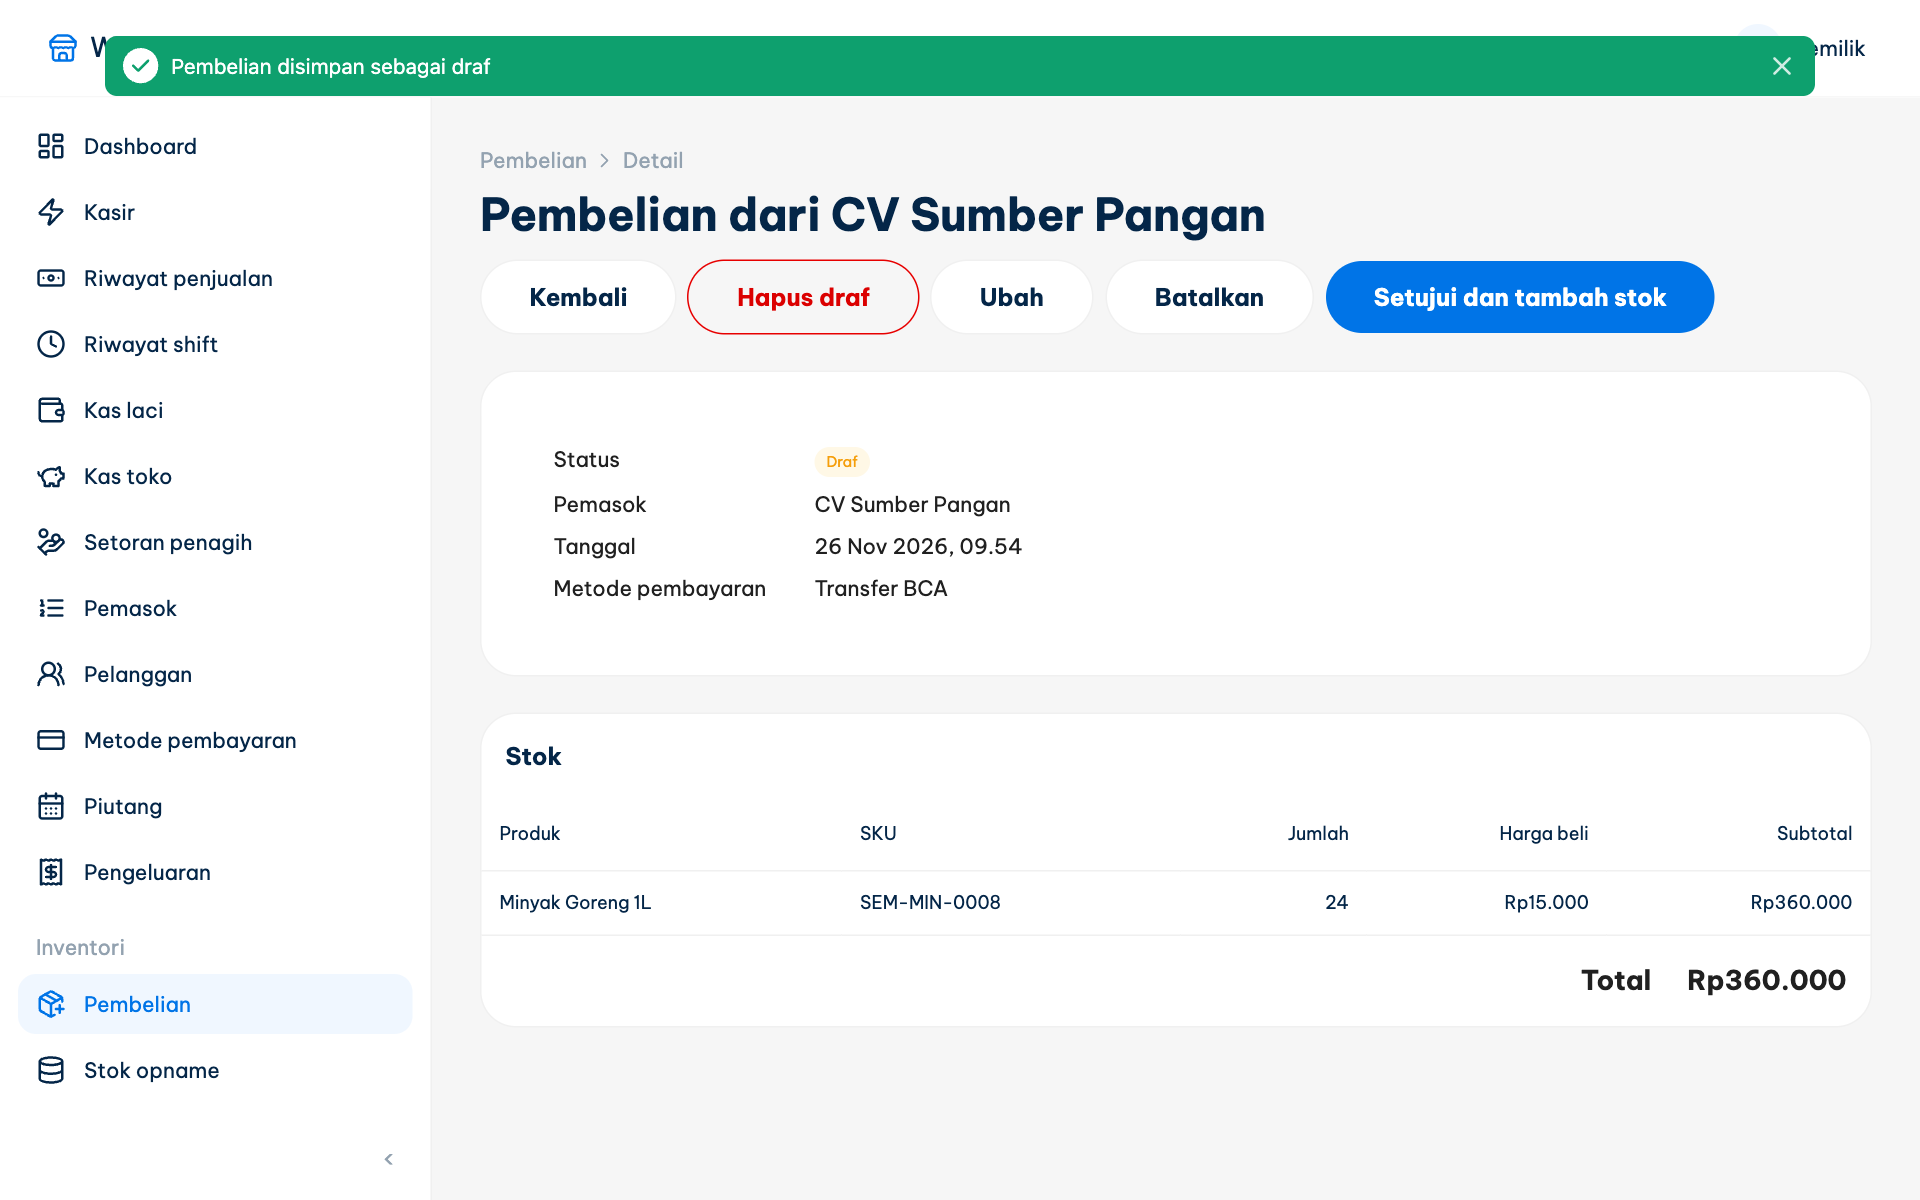 Pembelian disimpan sebagai draf
Dashboard
Kasir
Riwayat penjualan
Riwayat shift
Kas laci
Kas toko
Setoran penagih
Pemasok
Pelanggan
Metode pembayaran
Piutang
Pengeluaran
Inventori
Pembelian
Stok opname
Pembelian > Detail
Pembelian dari CV Sumber Pangan
Kembali Hapus draf Ubah Batalkan Setujui dan tambah stok
Status Draf
Pemasok CV Sumber Pangan
Tanggal 26 Nov 2026, 09.54
Metode pembayaran Transfer BCA
Stok
Produk SKU Jumlah Harga beli Subtotal
Minyak Goreng 1L SEM-MIN-0008 24 Rp15.000 Rp360.000
Total Rp360.000